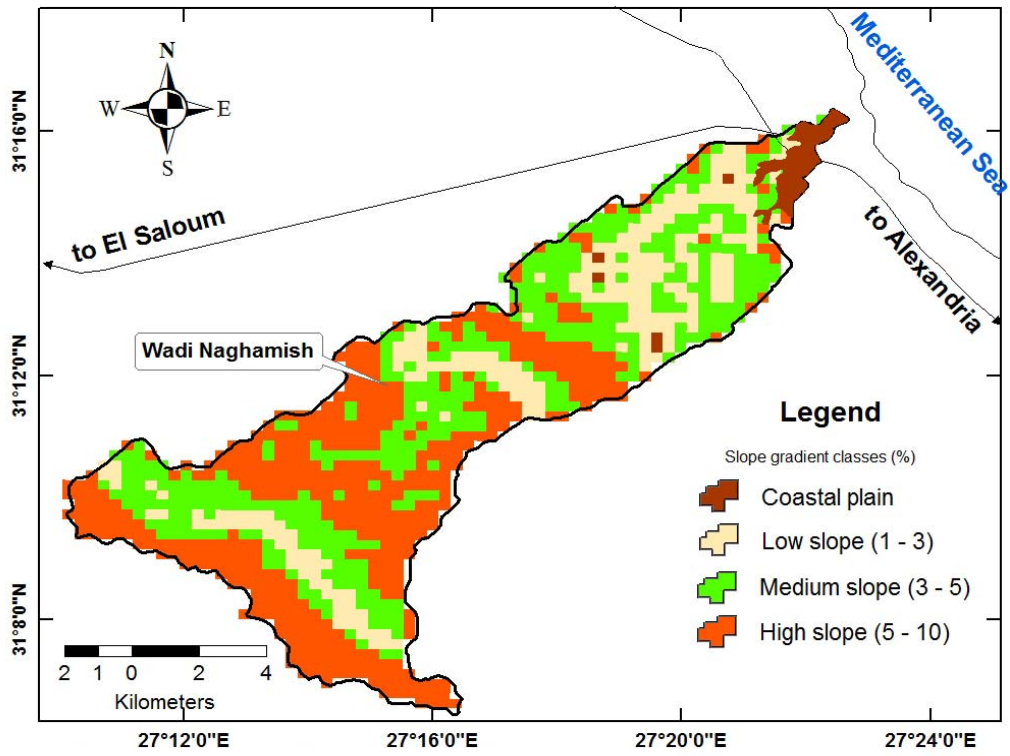 N
W E
S
Mediterranean Sea
to El Saloum
to Alexandria
Wadi Naghamish
Legend
Slope gradient classes (%)
Coastal plain
Low slope (1 - 3)
Medium slope (3 - 5)
High slope (5 - 10)
2 1 0 2 4
Kilometers
31°16'0"N
31°12'0"N
31°8'0"N
27°12'0"E 27°16'0"E 27°20'0"E 27°24'0"E